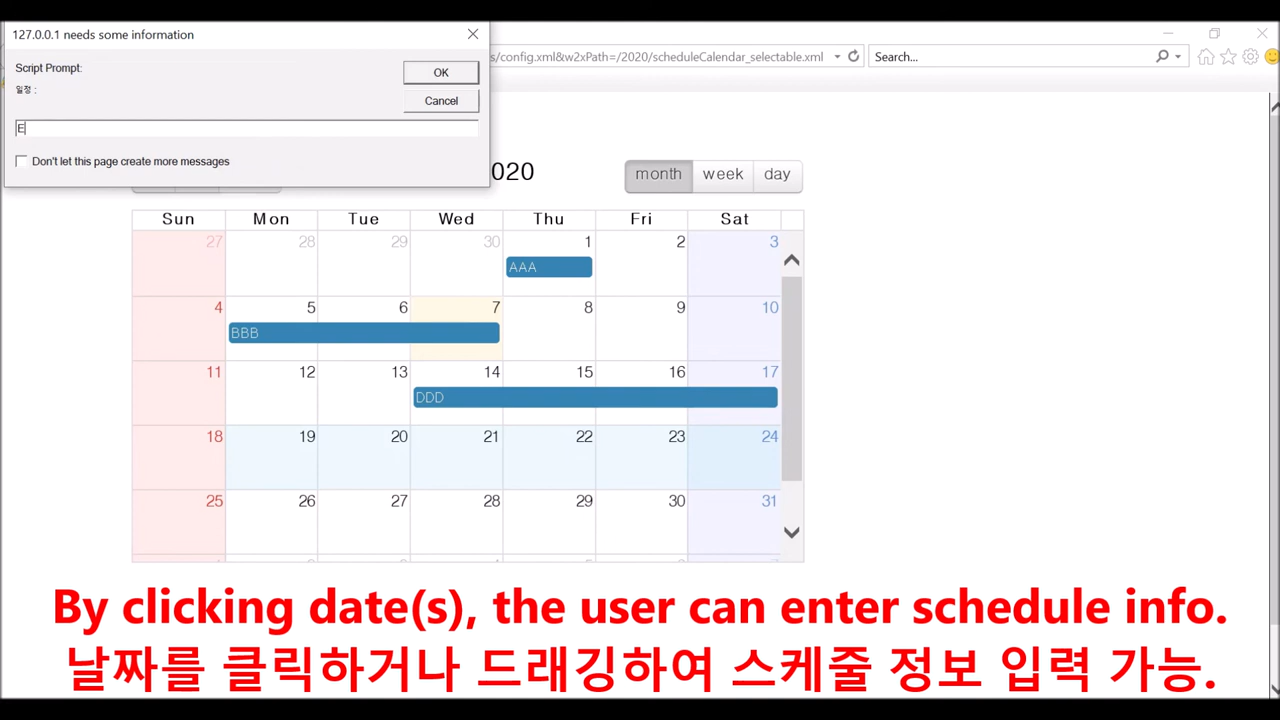 127.0.0.1 needs some information
Script Prompt:
일정 :
OK
Cancel
E
Don't let this page create more messages
s/config.xml&w2xPath=/2020/scheduleCalendar_selectable.xml
Search...
020
month week day
Sun Mon Tue Wed Thu Fri Sat
27 28 29 30 1 2 3
AAA
4 5 6 7 8 9 10
BBB
11 12 13 14 15 16 17
DDD
18 19 20 21 22 23 24
25 26 27 28 29 30 31
By clicking date(s), the user can enter schedule info.
날짜를 클릭하거나 드래깅하여 스케줄 정보 입력 가능.